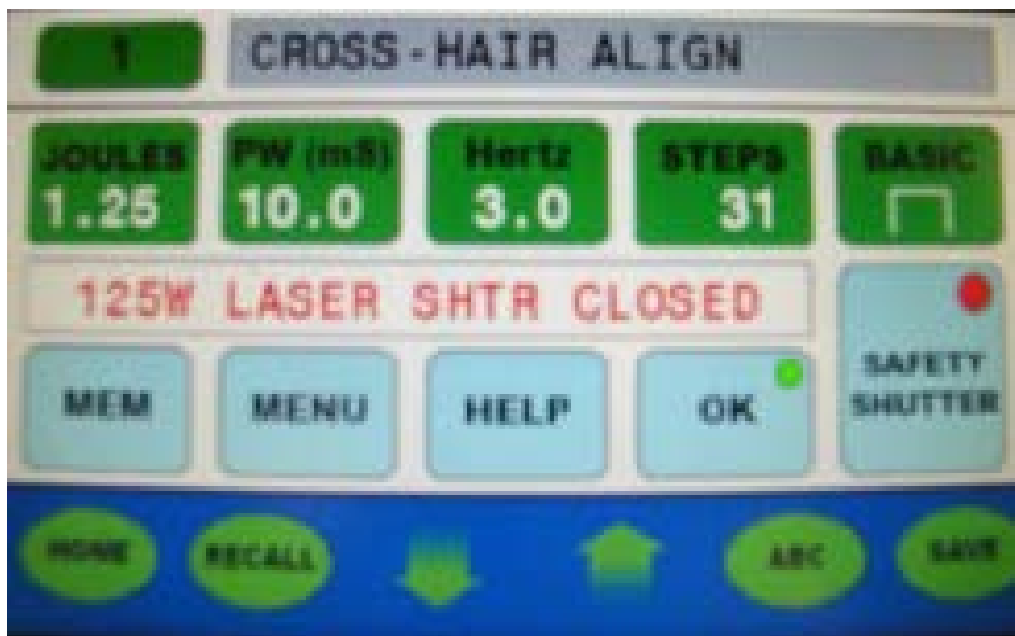 1 CROSS-HAIR ALIGN
JOULES PW (mS) Hertz STEPS BASIC
1.25 10.0 3.0 31
125W LASER SHTR CLOSED
MEM MENU HELP OK SAFETY SHUTTER
HOME RECALL ABC SAVE